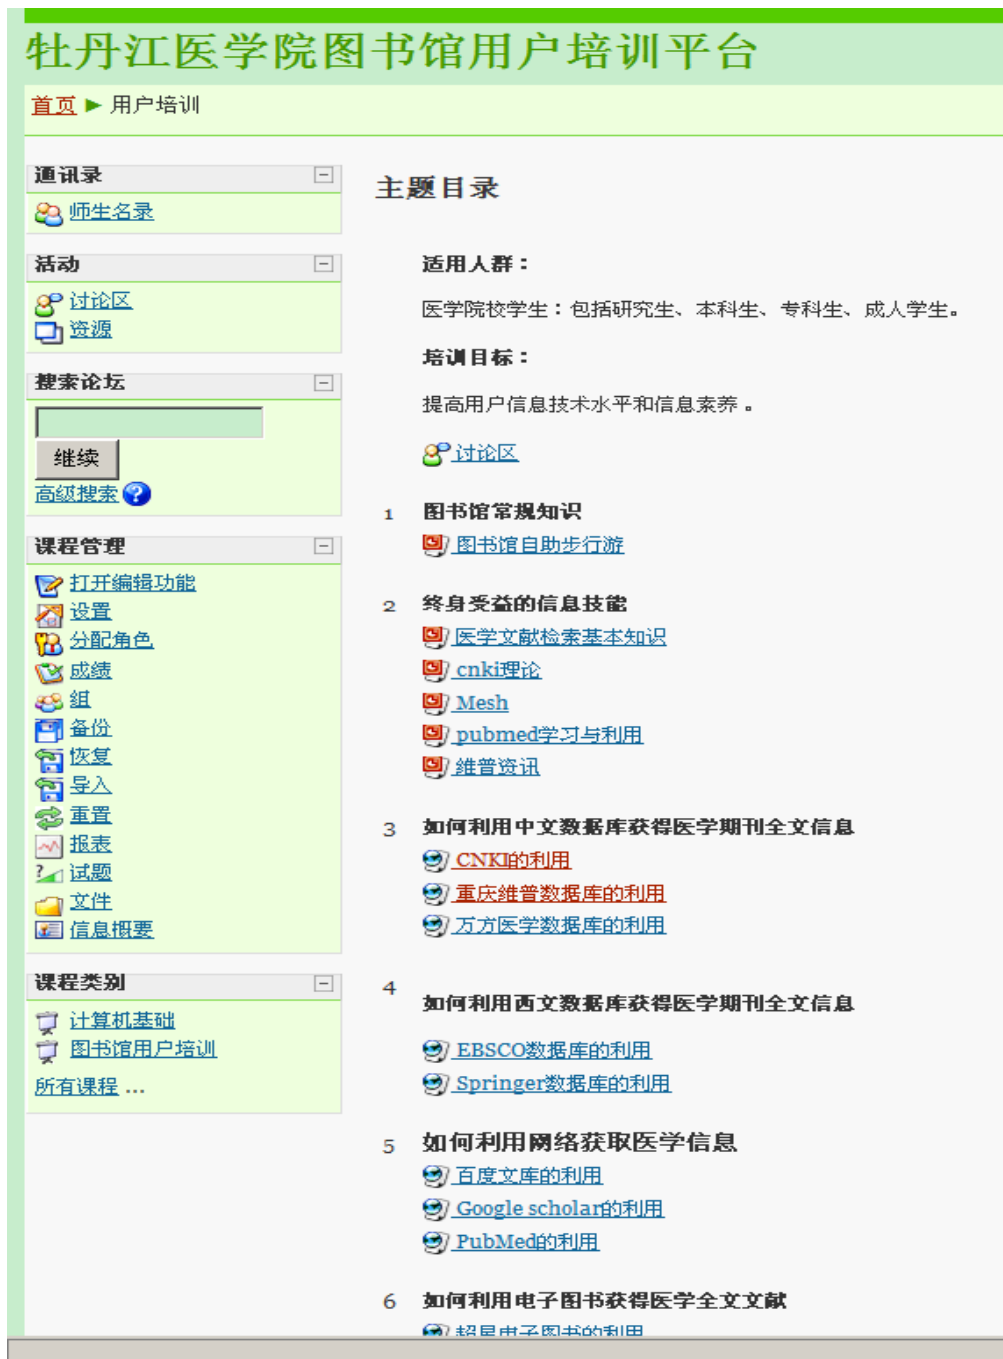 牡丹江医学院图书馆用户培训平台
首页 ► 用户培训
通讯录
师生名录
活动
讨论区
资源
搜索论坛
继续
高级搜索
课程管理
打开编辑功能
设置
分配角色
成绩
组
备份
恢复
导入
重置
报表
试题
文件
信息概要
课程类别
计算机基础
图书馆用户培训
所有课程 ...
主题目录
适用人群：
医学院校学生：包括研究生、本科生、专科生、成人学生。
培训目标：
提高用户信息技术水平和信息素养 。
讨论区
1 图书馆常规知识
图书馆自助步行游
2 终身受益的信息技能
医学文献检索基本知识
cnki理论
Mesh
pubmed学习与利用
维普资讯
3 如何利用中文数据库获得医学期刊全文信息
CNKI的利用
重庆维普数据库的利用
万方医学数据库的利用
4 如何利用西文数据库获得医学期刊全文信息
EBSCO数据库的利用
Springer数据库的利用
5 如何利用网络获取医学信息
百度文库的利用
Google scholar的利用
PubMed的利用
6 如何利用电子图书获得医学全文文献
超星电子图书的利用